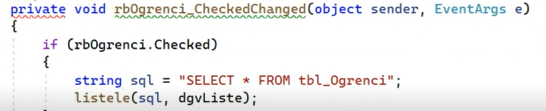 private void rbOgrenci_CheckedChanged(object sender, EventArgs e)
{
if (rbOgrenci.Checked)
{
string sql = "SELECT * FROM tbl_Ogrenci";
listele(sql, dgvListe);